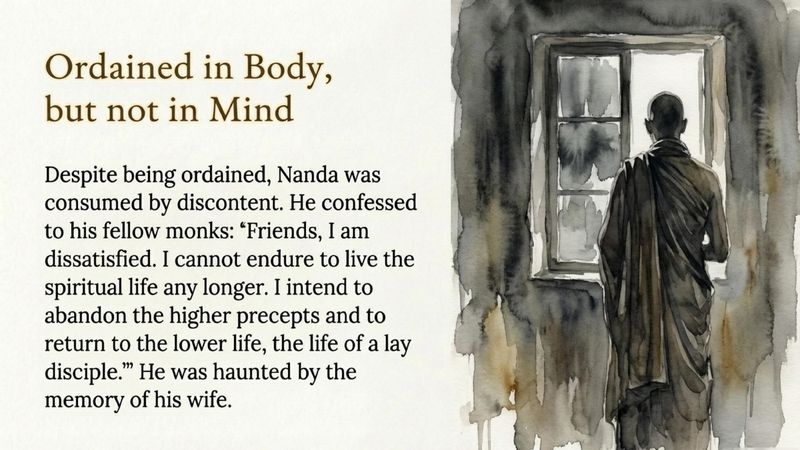 Ordained in Body,
but not in Mind
Despite being ordained, Nanda was
consumed by discontent. He confessed
to his fellow monks: “Friends, I am
dissatisfied. I cannot endure to live the
spiritual life any longer. I intend to
abandon the higher precepts and to
return to the lower life, the life of a lay
disciple.’” He was haunted by the
memory of his wife.